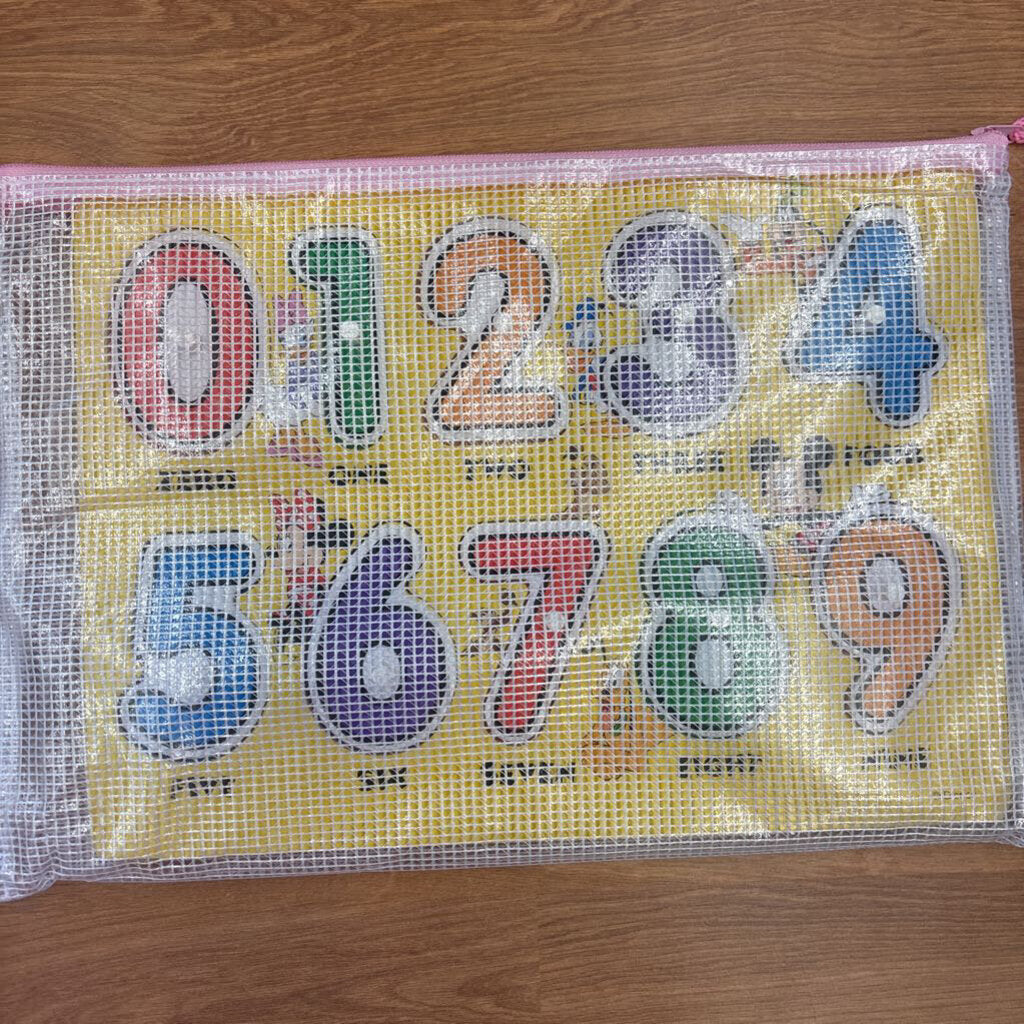 0 1 2 3 4
ZERO ONE TWO THREE FOUR
5 6 7 8 9
FIVE SIX SEVEN EIGHT NINE